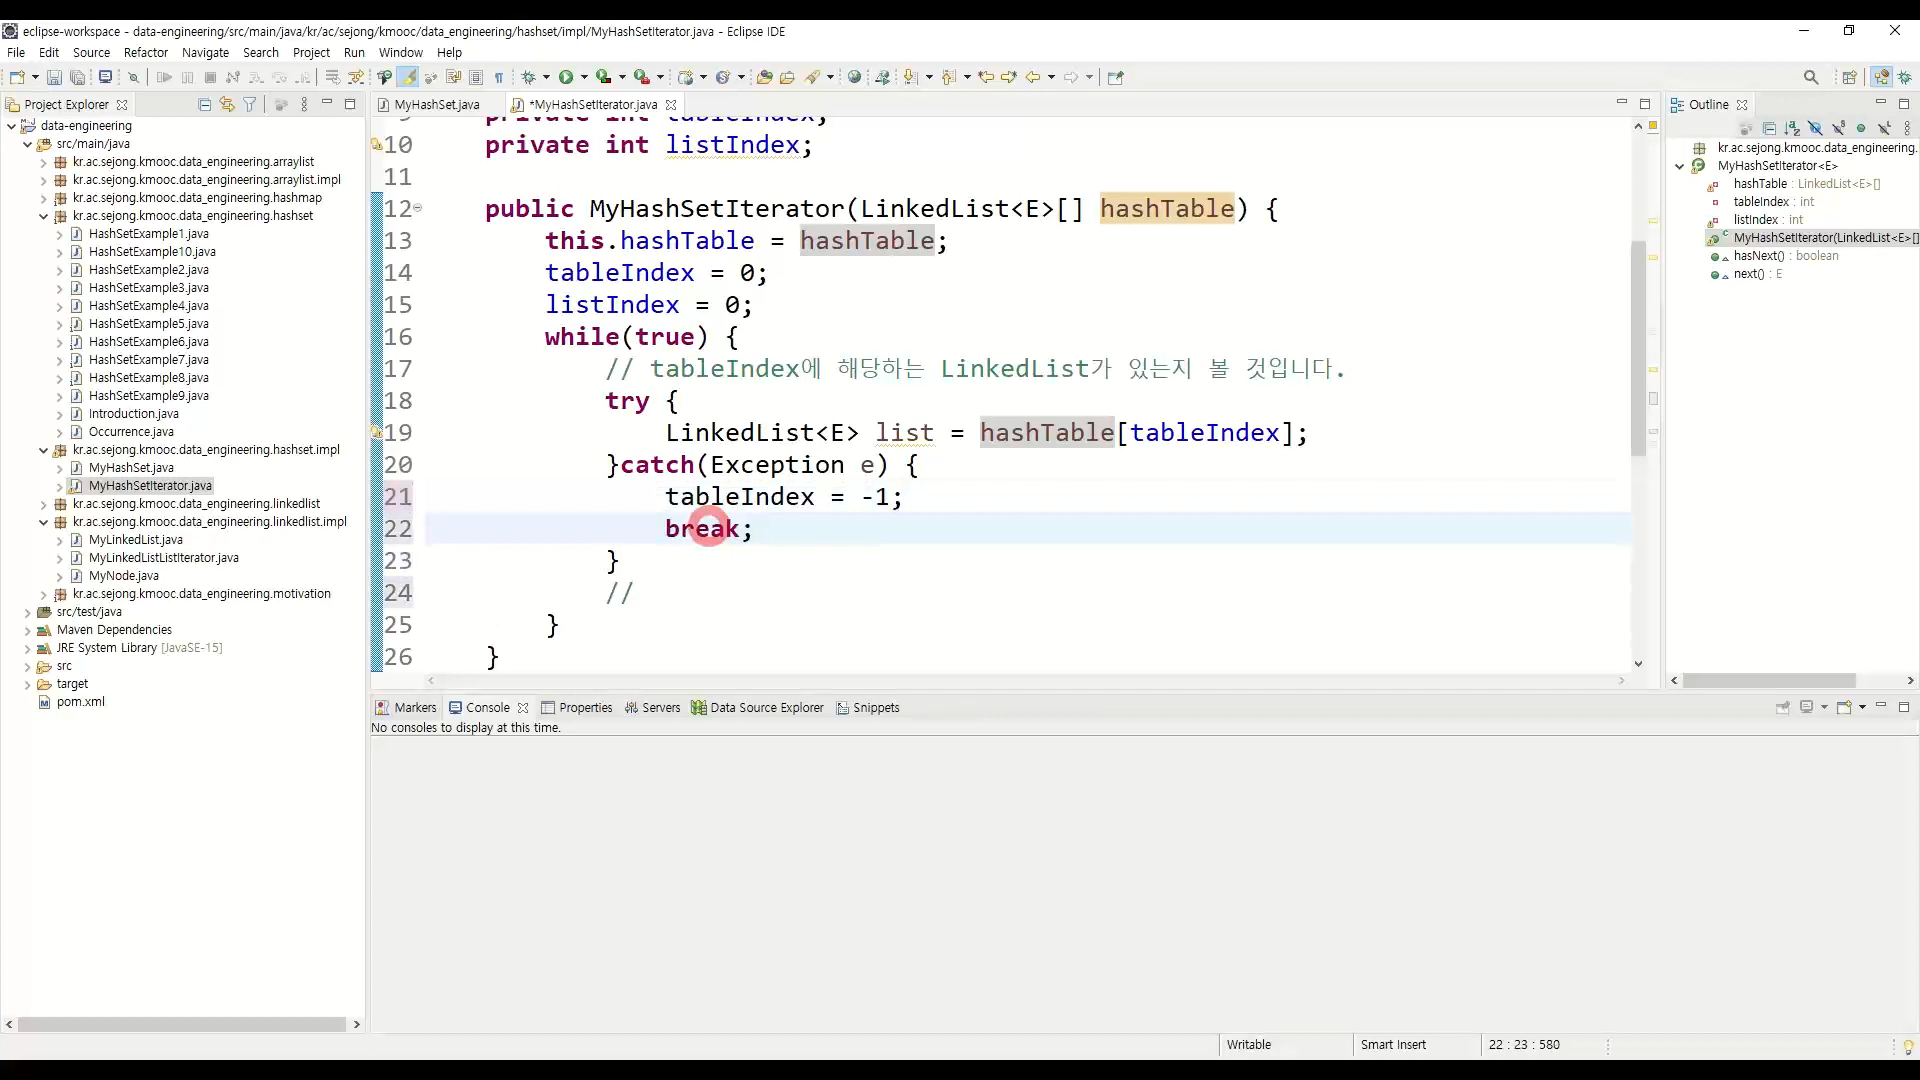 eclipse-workspace - data-engineering/src/main/java/kr/ac/sejong/kmooc/data_engineering/hashset/impl/MyHashSetIterator.java - Eclipse IDE
File Edit Source Refactor Navigate Search Project Run Window Help
Project Explorer
data-engineering
src/main/java
kr.ac.sejong.kmooc.data_engineering.arraylist
kr.ac.sejong.kmooc.data_engineering.arraylist.impl
kr.ac.sejong.kmooc.data_engineering.hashmap
kr.ac.sejong.kmooc.data_engineering.hashset
HashSetExample1.java
HashSetExample10.java
HashSetExample2.java
HashSetExample3.java
HashSetExample4.java
HashSetExample5.java
HashSetExample6.java
HashSetExample7.java
HashSetExample8.java
HashSetExample9.java
Introduction.java
Occurrence.java
kr.ac.sejong.kmooc.data_engineering.hashset.impl
MyHashSet.java
MyHashSetIterator.java
kr.ac.sejong.kmooc.data_engineering.linkedlist
kr.ac.sejong.kmooc.data_engineering.linkedlist.impl
MyLinkedList.java
MyLinkedListListIterator.java
MyNode.java
kr.ac.sejong.kmooc.data_engineering.motivation
src/test/java
Maven Dependencies
JRE System Library [JavaSE-15]
src
target
pom.xml
MyHashSet.java *MyHashSetIterator.java
9 private int tableIndex;
10 private int listIndex;
11
12 public MyHashSetIterator(LinkedList<E>[] hashTable) {
13 this.hashTable = hashTable;
14 tableIndex = 0;
15 listIndex = 0;
16 while(true) {
17 // tableIndex에 해당하는 LinkedList가 있는지 볼 것입니다.
18 try {
19 LinkedList<E> list = hashTable[tableIndex];
20 }catch(Exception e) {
21 tableIndex = -1;
22 break;
23 }
24 //
25 }
26 }
Outline
kr.ac.sejong.kmooc.data_engineering.
MyHashSetIterator<E>
hashTable : LinkedList<E>[]
tableIndex : int
listIndex : int
MyHashSetIterator(LinkedList<E>[]
hasNext() : boolean
next() : E
Markers Console Properties Servers Data Source Explorer Snippets
No consoles to display at this time.
Writable Smart Insert 22 : 23 : 580